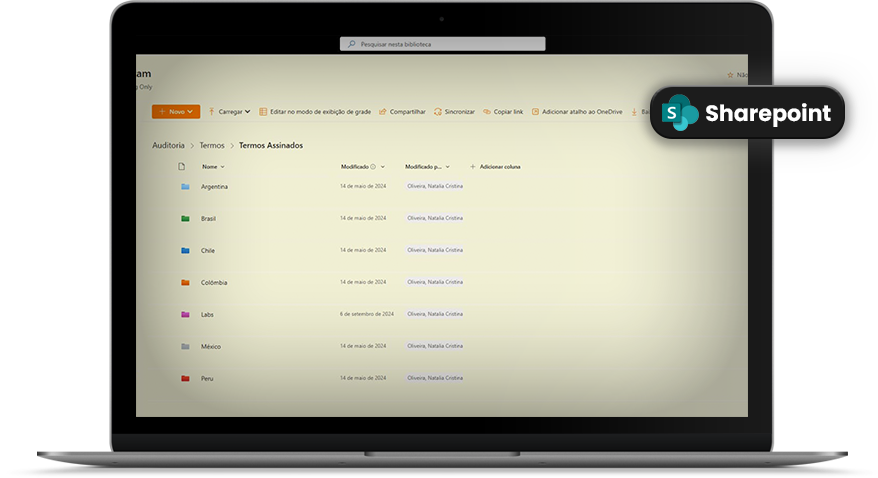 Pesquisar nesta biblioteca
am
g Only
Não
+ Novo Carregar Editar no modo de exibição de grade Compartilhar Sincronizar Copiar link Adicionar atalho ao OneDrive Ba
S Sharepoint
Auditoria > Termos > Termos Assinados
Nome Modificado Modificado p... + Adicionar coluna
Argentina 14 de maio de 2024 Oliveira, Natalia Cristina
Brasil 14 de maio de 2024 Oliveira, Natalia Cristina
Chile 14 de maio de 2024 Oliveira, Natalia Cristina
Colômbia 14 de maio de 2024 Oliveira, Natalia Cristina
Labs 6 de setembro de 2024 Oliveira, Natalia Cristina
México 14 de maio de 2024 Oliveira, Natalia Cristina
Peru 14 de maio de 2024 Oliveira, Natalia Cristina